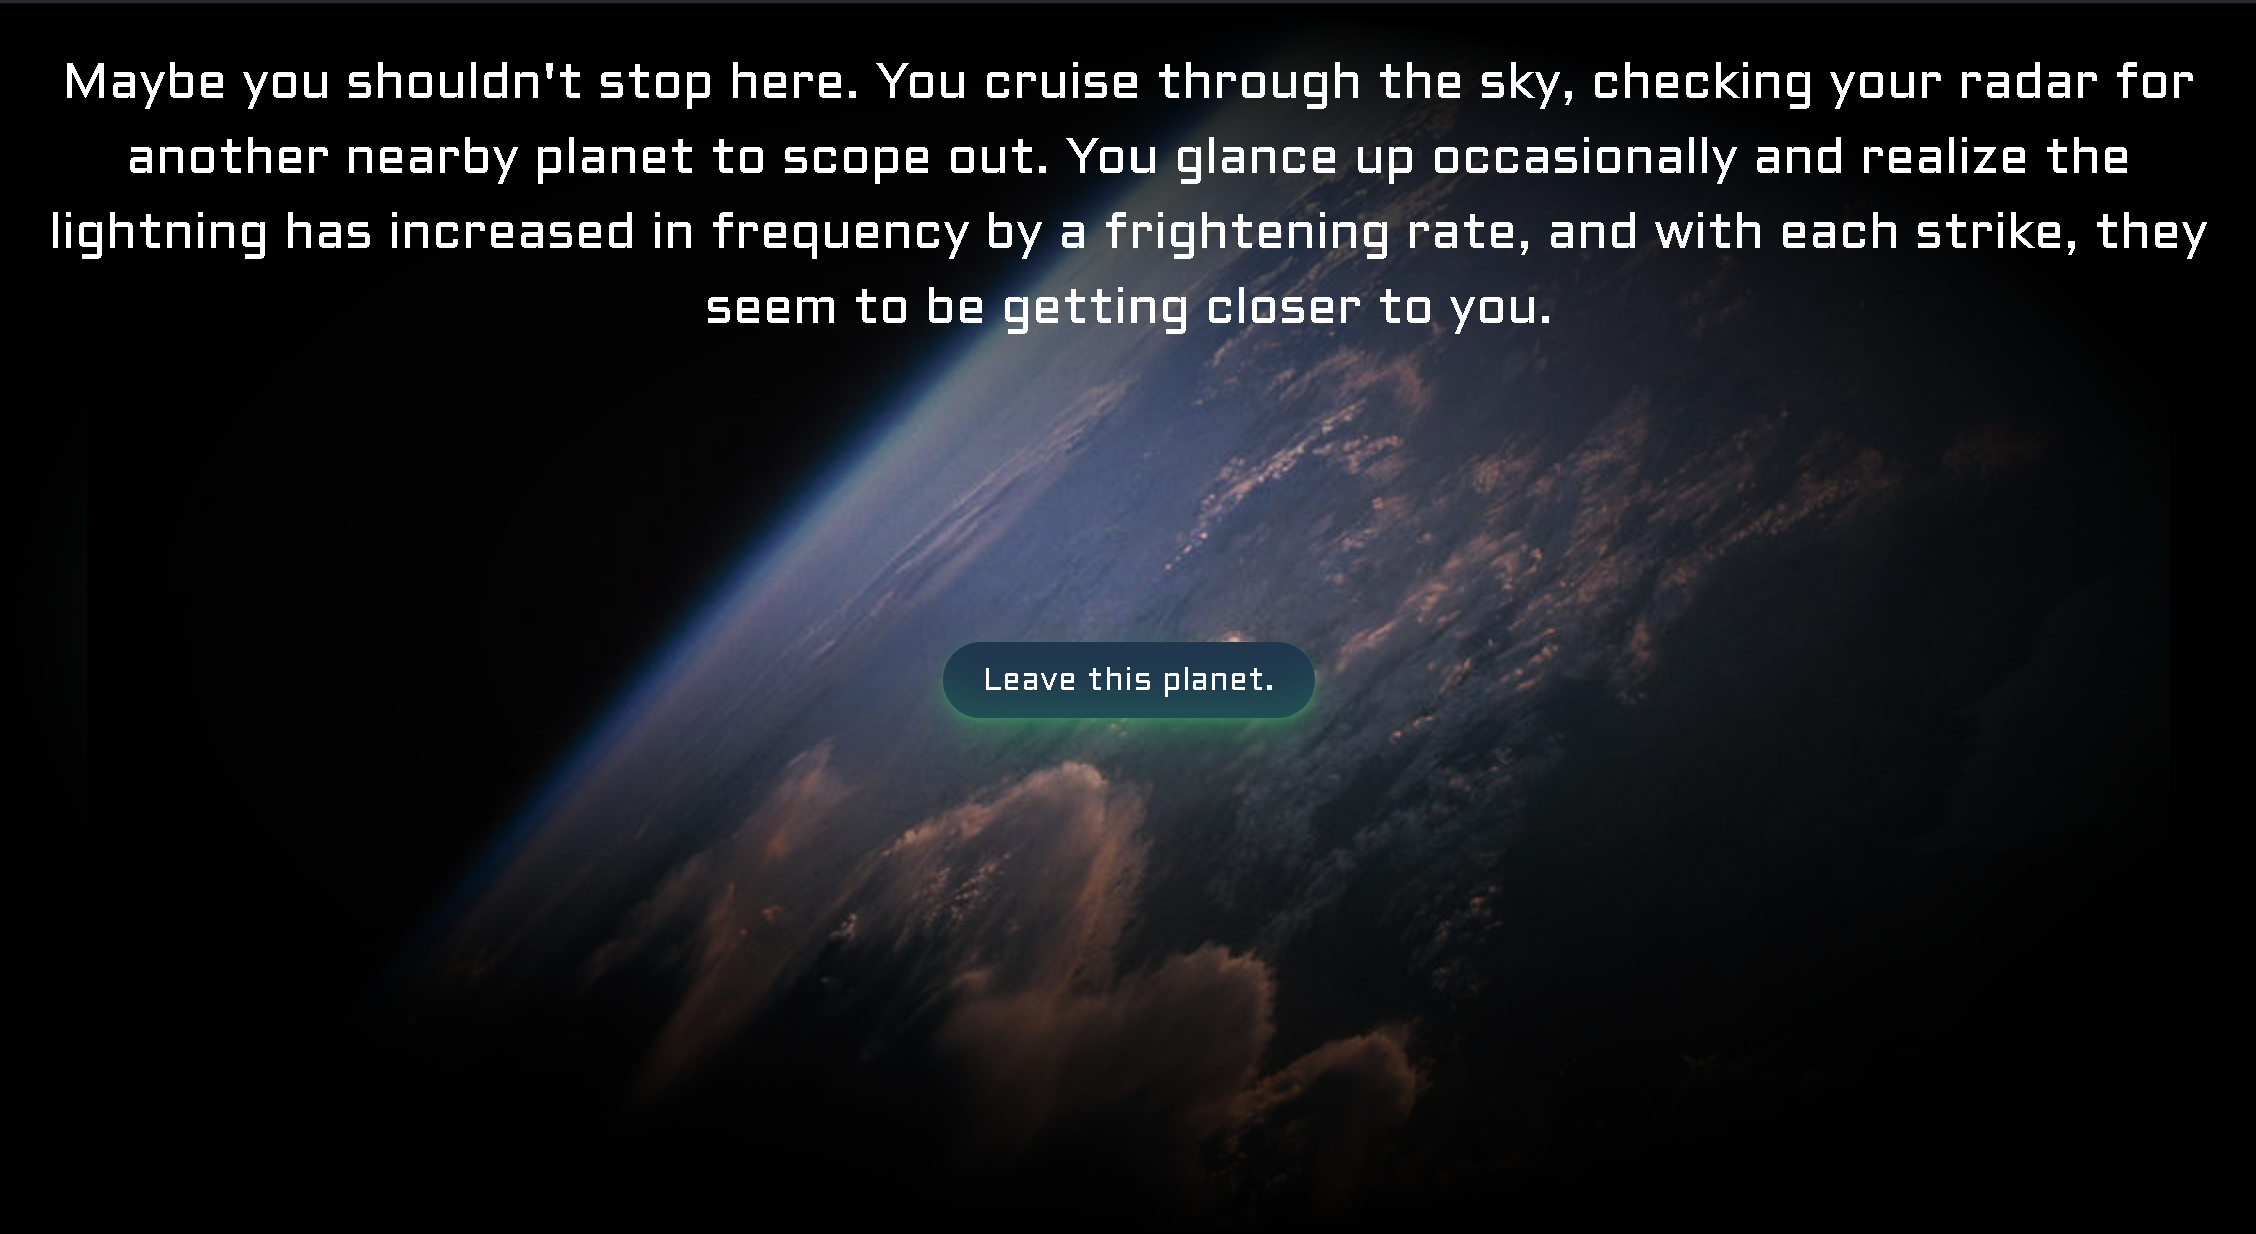 Maybe you shouldn't stop here. You cruise through the sky, checking your radar for
another nearby planet to scope out. You glance up occasionally and realize the
lightning has increased in frequency by a frightening rate, and with each strike, they
seem to be getting closer to you.
Leave this planet.